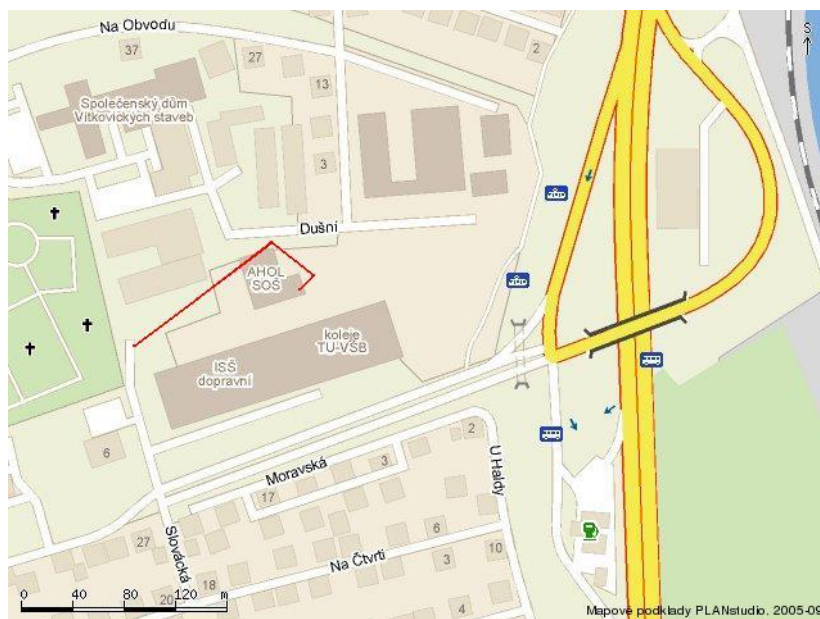 Na Obvodu
37
27
2
S
Společenský dům
Vítkovických staveb
13
3
Dušní
AHOL
SOŠ
koleje
TU-VŠB
ISŠ
dopravní
6
2
Moravská
3
17
U Haldy
Slovácká
27
6
Na Čtvrti
3
10
18
20
4
0 40 80 120 m
Mapové podklady PLANstudio, 2005-09